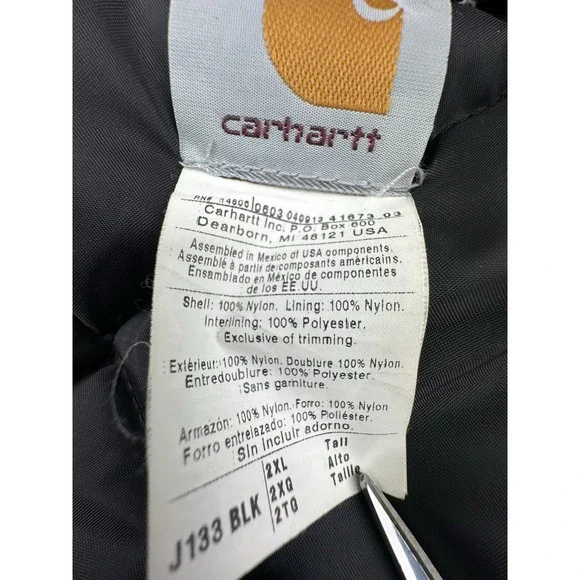 carhartt
RN# 14806 0603 040913 41673 03
Carhartt Inc. P.O. Box 600
Dearborn, MI 48121 USA
Assembled in Mexico of USA components.
Assemblé a partir de composants américains.
Ensamblado en México de componentes
de los EE.UU.
Shell: 100% Nylon. Lining: 100% Nylon.
Interlining: 100% Polyester.
Exclusive of trimming.
Extérieur: 100% Nylon. Doublure 100% Nylon.
Entredoublure: 100% Polyester.
Sans garniture.
Armazón: 100% Nylon. Forro: 100% Nylon
Forro entrelazado: 100% Poliéster.
Sin incluir adorno.
J133 BLK
2XL Tall
2XG Alto
2TG Taille